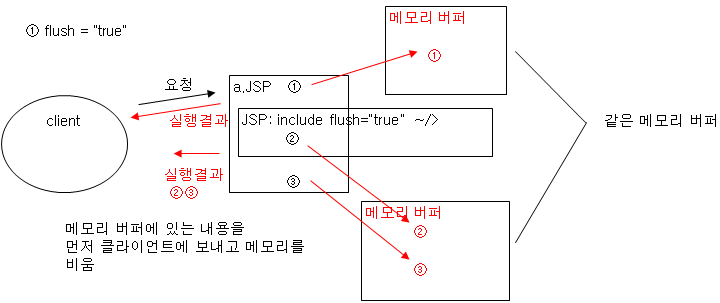 ① flush = "true"
메모리 버퍼
①
요청
a.JSP ①
client
실행결과
JSP: include flush="true" ~/>
②
같은 메모리 버퍼
실행결과
②③
③
메모리 버퍼
②
③
메모리 버퍼에 있는 내용을
먼저 클라이언트에 보내고 메모리를
비움